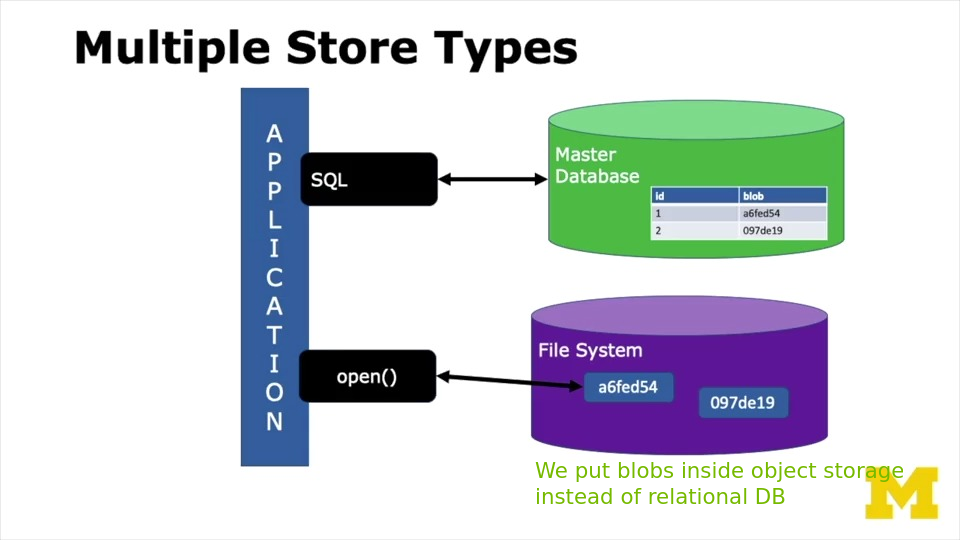 Multiple Store Types
APPLICATION
SQL
Master
Database
id blob
1 a6fed54
2 097de19
open()
File System
a6fed54
097de19
We put blobs inside object storage
instead of relational DB
M